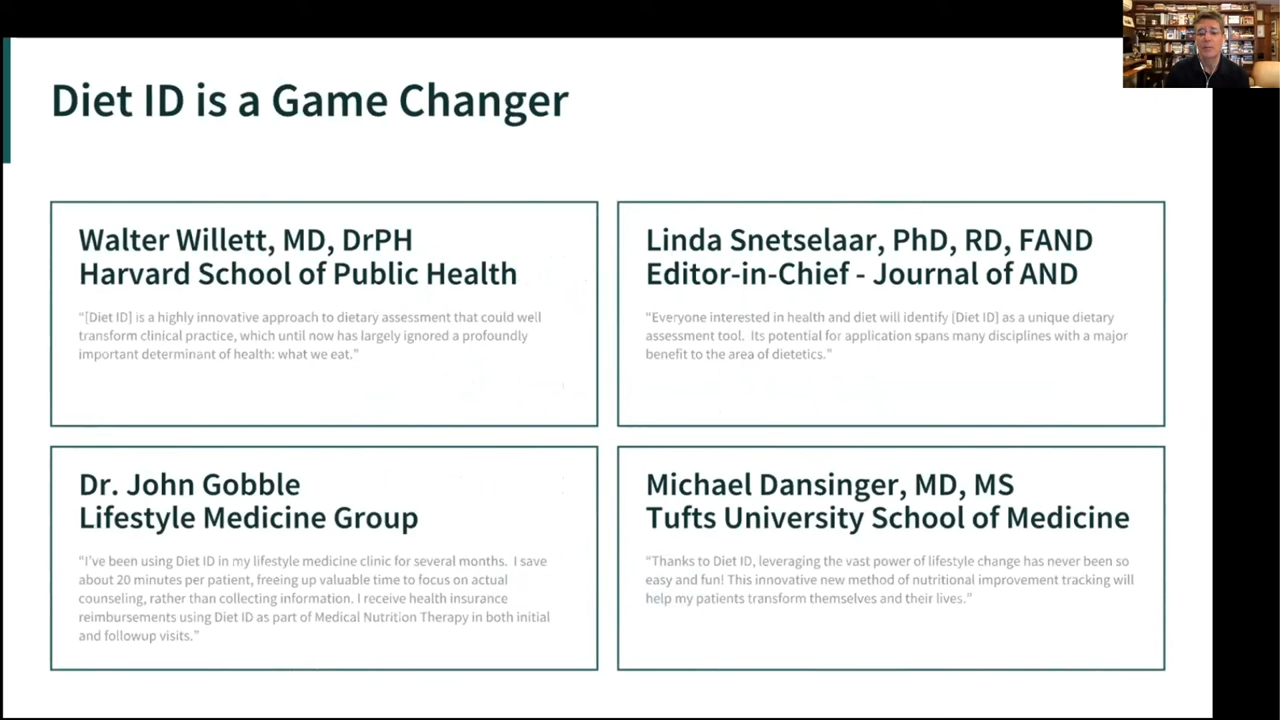 Diet ID is a Game Changer
Walter Willett, MD, DrPH
Harvard School of Public Health
“[Diet ID] is a highly innovative approach to dietary assessment that could well
transform clinical practice, which until now has largely ignored a profoundly
important determinant of health: what we eat.”
Linda Snetselaar, PhD, RD, FAND
Editor-in-Chief - Journal of AND
“Everyone interested in health and diet will identify [Diet ID] as a unique dietary
assessment tool.  Its potential for application spans many disciplines with a major
benefit to the area of dietetics.”
Dr. John Gobble
Lifestyle Medicine Group
“I’ve been using Diet ID in my lifestyle medicine clinic for several months.  I save
about 20 minutes per patient, freeing up valuable time to focus on actual
counseling, rather than collecting information. I receive health insurance
reimbursements using Diet ID as part of Medical Nutrition Therapy in both initial
and followup visits.”
Michael Dansinger, MD, MS
Tufts University School of Medicine
“Thanks to Diet ID, leveraging the vast power of lifestyle change has never been so
easy and fun! This innovative new method of nutritional improvement tracking will
help my patients transform themselves and their lives.”